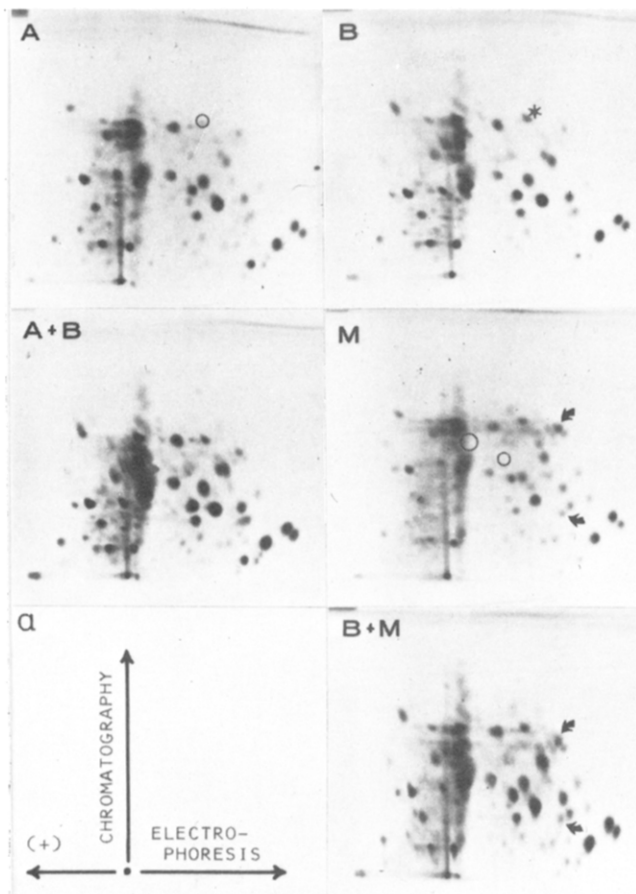 A
B
A + B
M
α
CHROMATOGRAPHY
(+)
ELECTRO-
PHORESIS
B + M